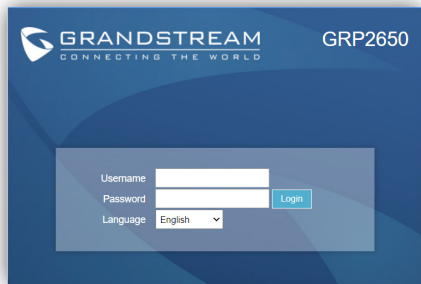 GRANDSTREAM
CONNECTING THE WORLD
GRP2650
Username
Password
Login
Language
English